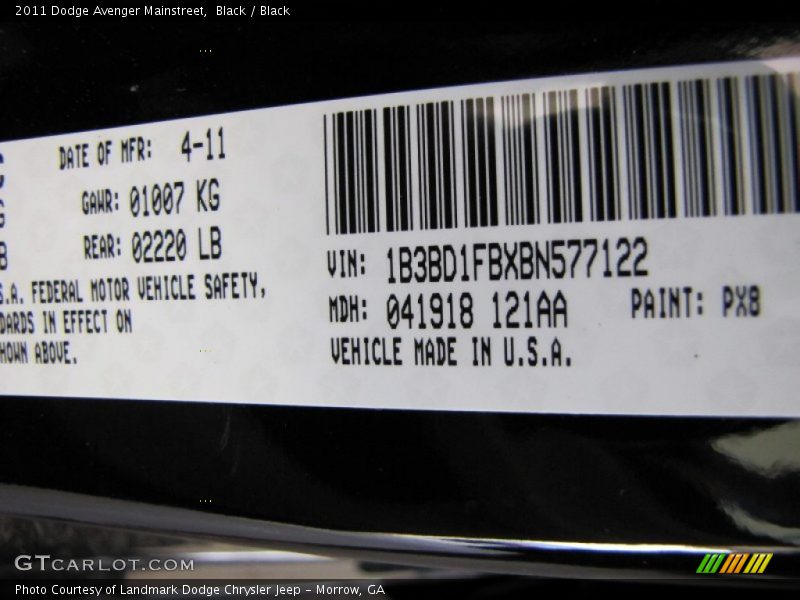 2011 Dodge Avenger Mainstreet,  Black / Black
DATE OF MFR: 4-11
GAWR: 01007 KG
REAR: 02220 LB
S.A. FEDERAL MOTOR VEHICLE SAFETY,
DARDS IN EFFECT ON
HOWN ABOVE.
VIN: 1B3BD1FBXBN577122
MDH: 041918 121AA PAINT: PX8
VEHICLE MADE IN U.S.A.
GTCARLOT.COM
Photo Courtesy of Landmark Dodge Chrysler Jeep - Morrow, GA